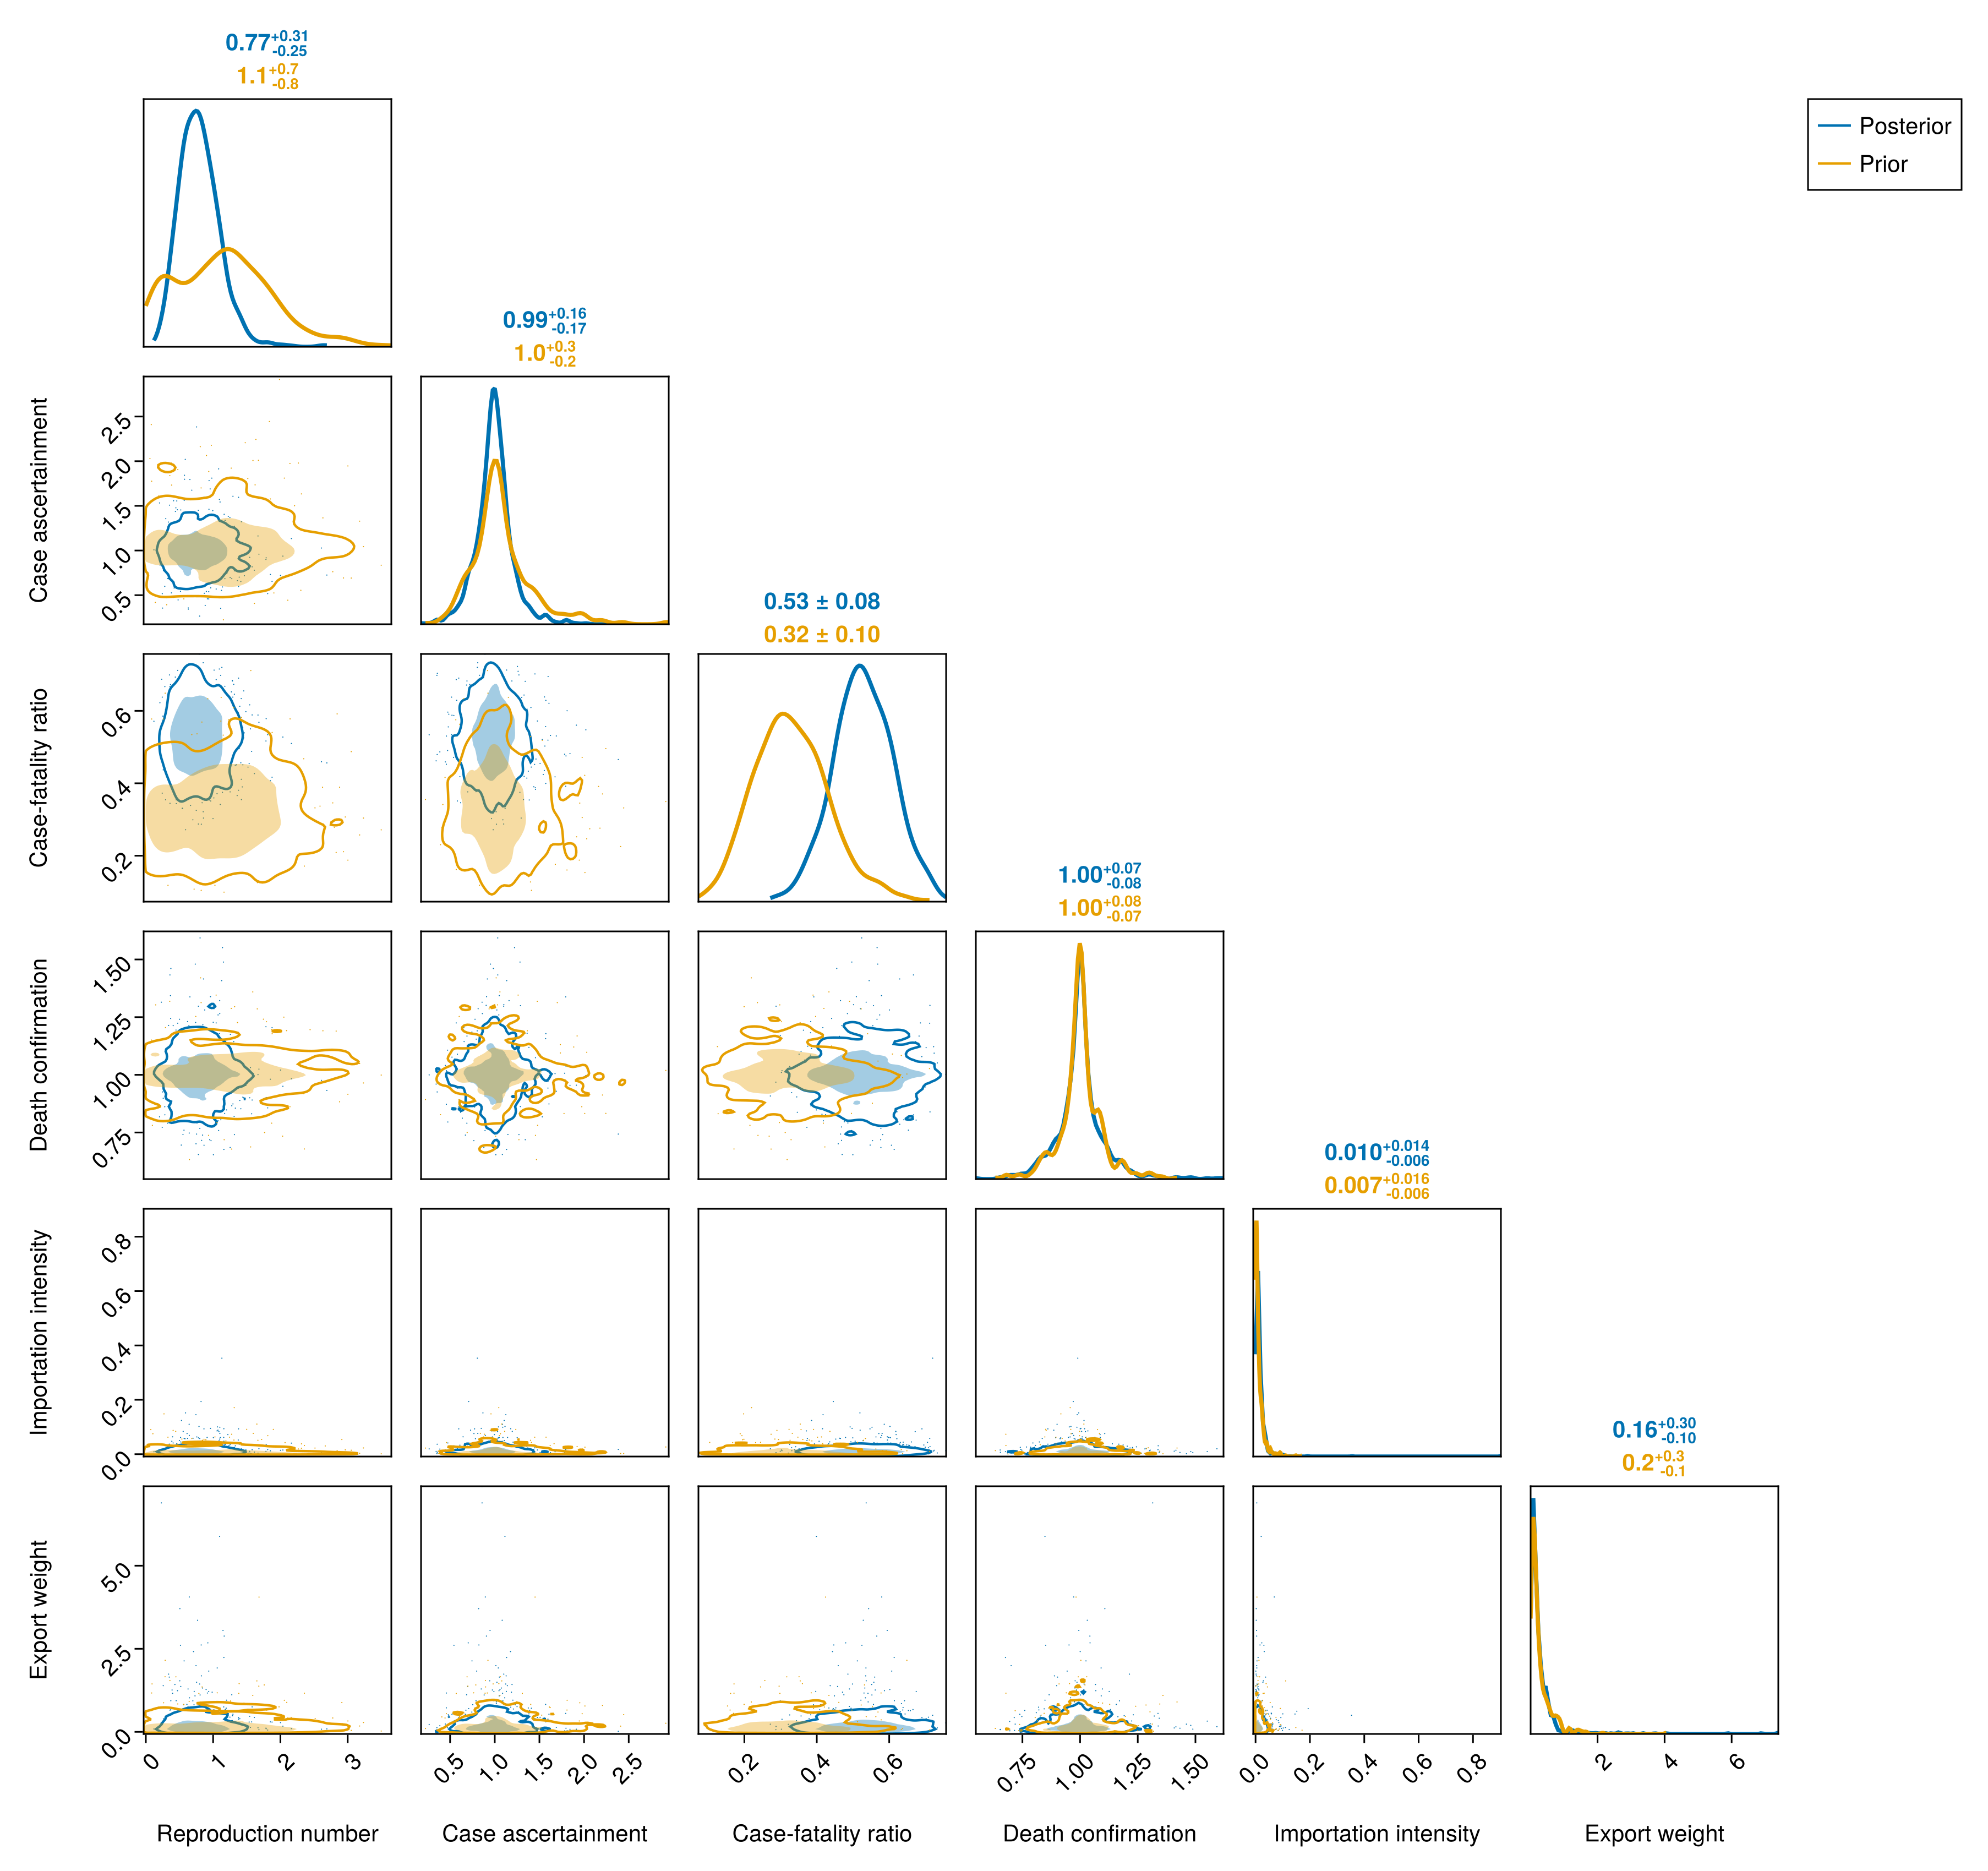 0.77+0.31-0.25
1.1+0.7-0.8
Posterior
Prior
0.99+0.16-0.17
1.0+0.3-0.2
Case ascertainment
2.5
2.0
1.5
1.0
0.5
0.53 ± 0.08
0.32 ± 0.10
Case-fatality ratio
0.6
0.4
0.2
1.00+0.07-0.08
1.00+0.08-0.07
Death confirmation
1.50
1.25
1.00
0.75
0.010+0.014-0.006
0.007+0.016-0.006
Importation intensity
0.8
0.6
0.4
0.2
0.0
0.16+0.30-0.10
0.2+0.3-0.1
Export weight
5.0
2.5
0.0
0 1 2 3 0.5 1.0 1.5 2.0 2.5 0.2 0.4 0.6 0.75 1.00 1.25 1.50 0.0 0.2 0.4 0.6 0.8 2 4 6
Reproduction number Case ascertainment Case-fatality ratio Death confirmation Importation intensity Export weight